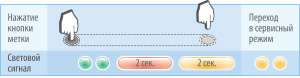 Нажатие
кнопки
метки
Переход
в сервисный
режим
Световой
сигнал
2 сек.
2 сек.